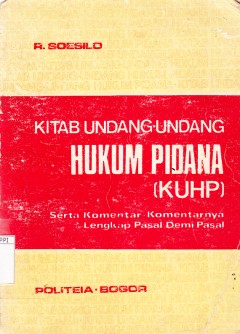 R. SOESILO
KITAB UNDANG-UNDANG
HUKUM PIDANA
(KUHP)
Serta Komentar-Komentarnya
Lengkap Pasal Demi Pasal
POLITEIA - BOGOR